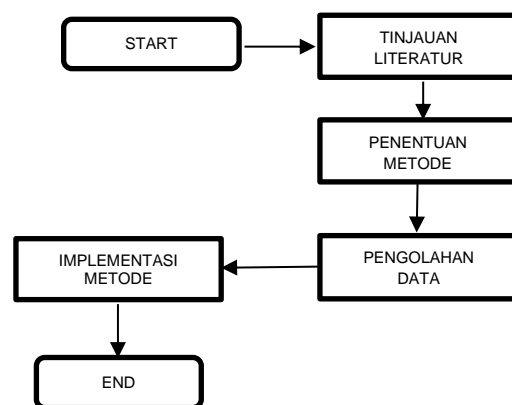 START
TINJAUAN
LITERATUR
PENENTUAN
METODE
PENGOLAHAN
DATA
IMPLEMENTASI
METODE
END